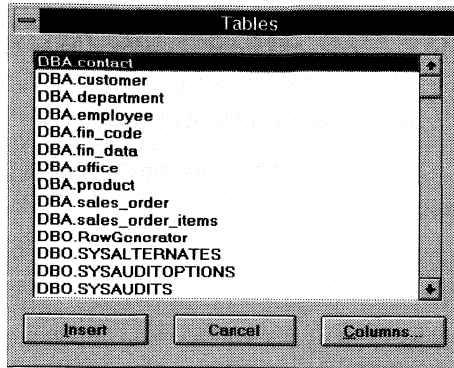 Tables
DBA.contact
DBA.customer
DBA.department
DBA.employee
DBA.fin_code
DBA.fin_data
DBA.office
DBA.product
DBA.sales_order
DBA.sales_order_items
DBO.RowGenerator
DBO.SYSALTERNATES
DBO.SYSAUDITOPTIONS
DBO.SYSAUDITS
Insert Cancel Columns...